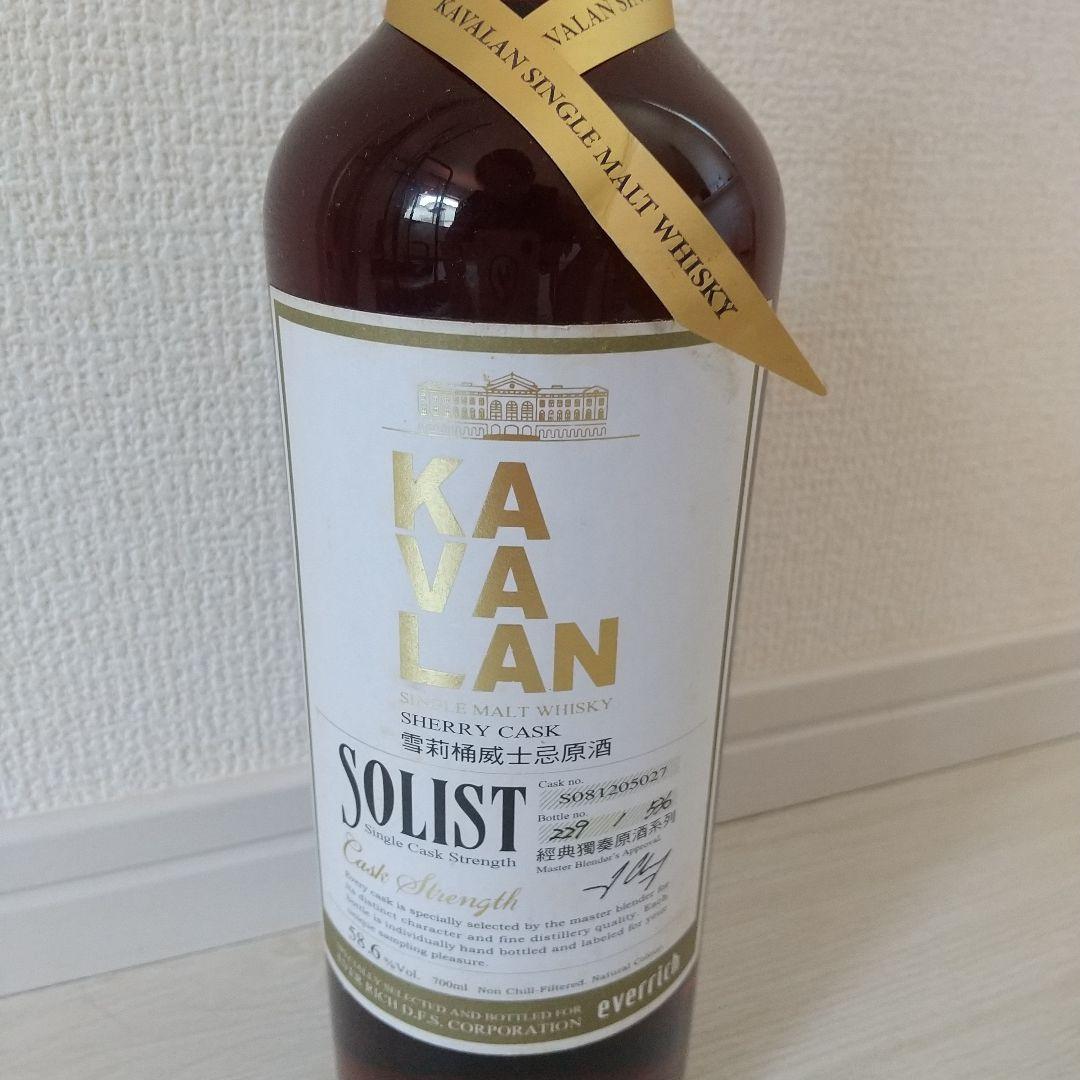 KAVALAN SINGLE MALT WHISKY
VALAN
KA
VA
LAN
SINGLE MALT WHISKY
SHERRY CASK
雪莉桶威士忌原酒
SOLIST
Single Cask Strength
Cask Strength
Cask no.
S081205027
Bottle no.
229 / 506
經典獨奏原酒系列
Master Blender's Approval,
Every cask is specially selected by the master blender for
its distinct character and fine distillery quality. Each
bottle is individually hand bottled and labeled for your
unique sampling pleasure.
58.6%Vol. 700ml Non Chill-Filtered. Natural Colour
SPECIALLY SELECTED AND BOTTLED FOR
EVER RICH D.F.S. CORPORATION
everrich